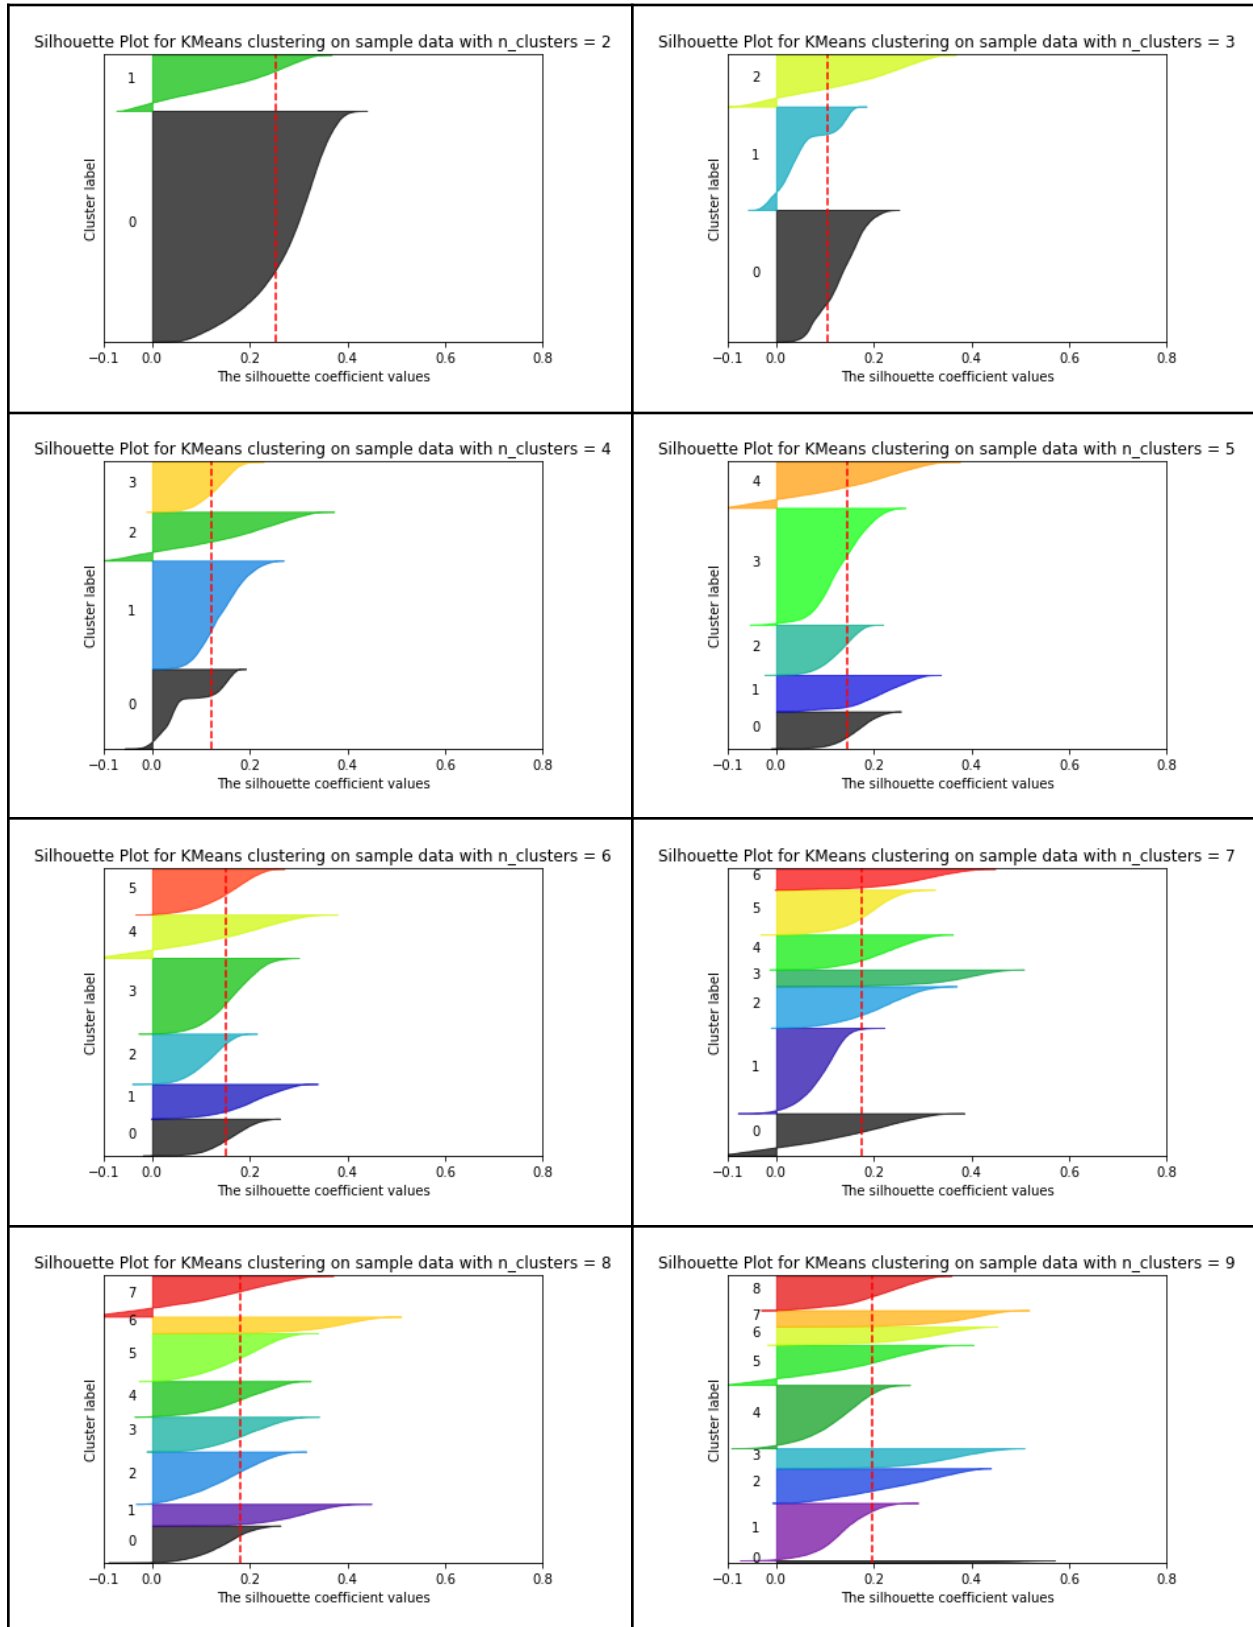 Silhouette Plot for KMeans clustering on sample data with n_clusters = 2
1
0
Cluster label
−0.1 0.0 0.2 0.4 0.6 0.8
The silhouette coefficient values
Silhouette Plot for KMeans clustering on sample data with n_clusters = 3
2
1
0
Cluster label
−0.1 0.0 0.2 0.4 0.6 0.8
The silhouette coefficient values
Silhouette Plot for KMeans clustering on sample data with n_clusters = 4
3
2
1
0
Cluster label
−0.1 0.0 0.2 0.4 0.6 0.8
The silhouette coefficient values
Silhouette Plot for KMeans clustering on sample data with n_clusters = 5
4
3
2
1
0
Cluster label
−0.1 0.0 0.2 0.4 0.6 0.8
The silhouette coefficient values
Silhouette Plot for KMeans clustering on sample data with n_clusters = 6
5
4
3
2
1
0
Cluster label
−0.1 0.0 0.2 0.4 0.6 0.8
The silhouette coefficient values
Silhouette Plot for KMeans clustering on sample data with n_clusters = 7
6
5
4
3
2
1
0
Cluster label
−0.1 0.0 0.2 0.4 0.6 0.8
The silhouette coefficient values
Silhouette Plot for KMeans clustering on sample data with n_clusters = 8
7
6
5
4
3
2
1
0
Cluster label
−0.1 0.0 0.2 0.4 0.6 0.8
The silhouette coefficient values
Silhouette Plot for KMeans clustering on sample data with n_clusters = 9
8
7
6
5
4
3
2
1
0
Cluster label
−0.1 0.0 0.2 0.4 0.6 0.8
The silhouette coefficient values